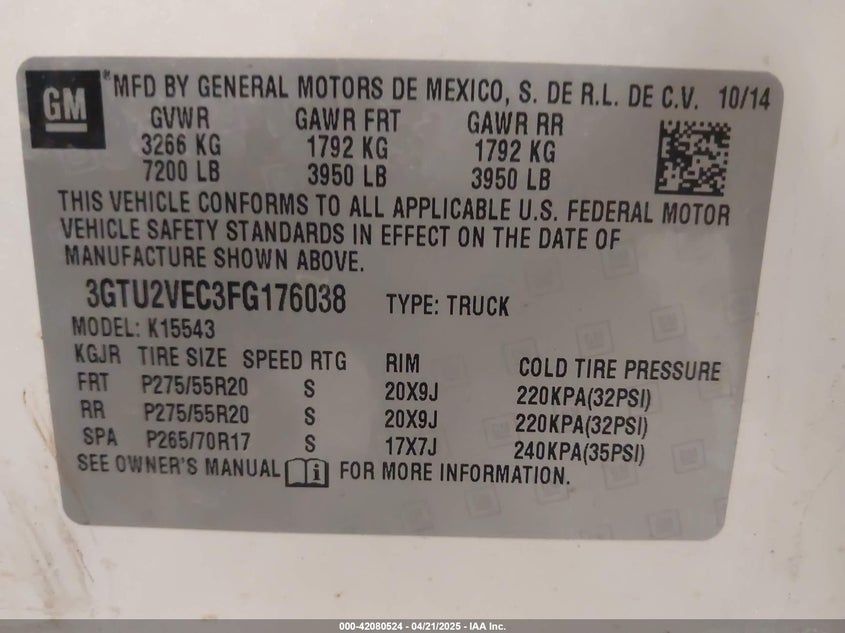 GM
® MFD BY GENERAL MOTORS DE MEXICO, S. DE R.L. DE C.V. 10/14
GVWR GAWR FRT GAWR RR
3266 KG 1792 KG 1792 KG
7200 LB 3950 LB 3950 LB
THIS VEHICLE CONFORMS TO ALL APPLICABLE U.S. FEDERAL MOTOR
VEHICLE SAFETY STANDARDS IN EFFECT ON THE DATE OF
MANUFACTURE SHOWN ABOVE.
3GTU2VEC3FG176038 TYPE: TRUCK
MODEL: K15543
KGJR TIRE SIZE SPEED RTG RIM COLD TIRE PRESSURE
FRT P275/55R20 S 20X9J 220KPA(32PSI)
RR P275/55R20 S 20X9J 220KPA(32PSI)
SPA P265/70R17 S 17X7J 240KPA(35PSI)
SEE OWNER'S MANUAL i FOR MORE INFORMATION.
000-42080524 - 04/21/2025 - IAA Inc.